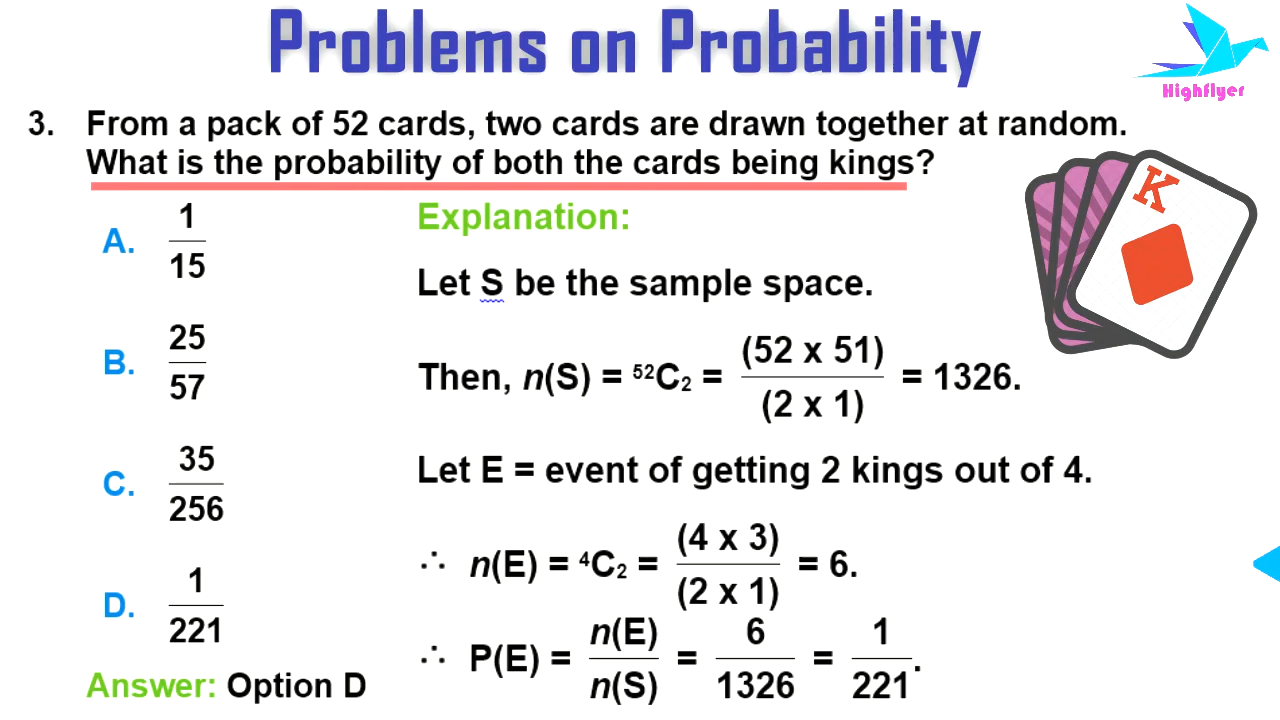 Problems on Probability
Highflyer
3. From a pack of 52 cards, two cards are drawn together at random.
What is the probability of both the cards being kings?
K
A. 1/15
B. 25/57
C. 35/256
D. 1/221
Answer: Option D
Explanation:
Let S be the sample space.
Then, n(S) = ⁵²C₂ = (52 x 51)/(2 x 1) = 1326.
Let E = event of getting 2 kings out of 4.
∴ n(E) = ⁴C₂ = (4 x 3)/(2 x 1) = 6.
∴ P(E) = n(E)/n(S) = 6/1326 = 1/221.